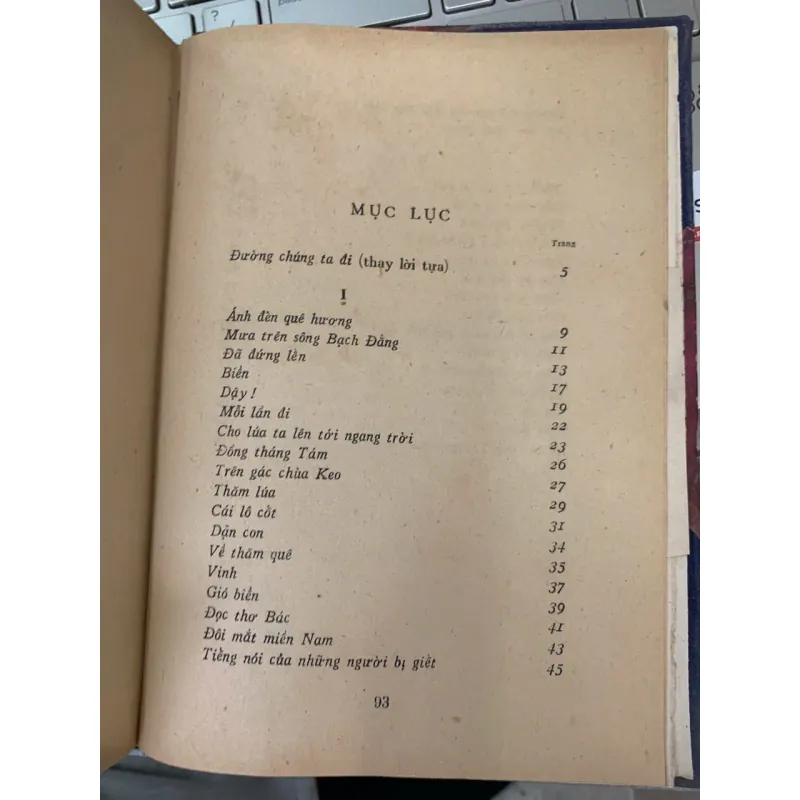 MỤC LỤC
Trang
Đường chúng ta đi (thay lời tựa) 5
I
Ánh đèn quê hương 9
Mưa trên sông Bạch Đằng 11
Đã đứng lên 13
Biển 17
Dậy ! 19
Mỗi lần đi 22
Cho lúa ta lên tới ngang trời 23
Đồng tháng Tám 26
Trên gác chùa Keo 27
Thăm lúa 29
Cái lô cốt 31
Dặn con 34
Về thăm quê 35
Vinh 37
Gió biển 39
Đọc thơ Bác 41
Đôi mắt miền Nam 43
Tiếng nói của những người bị giết 45
93